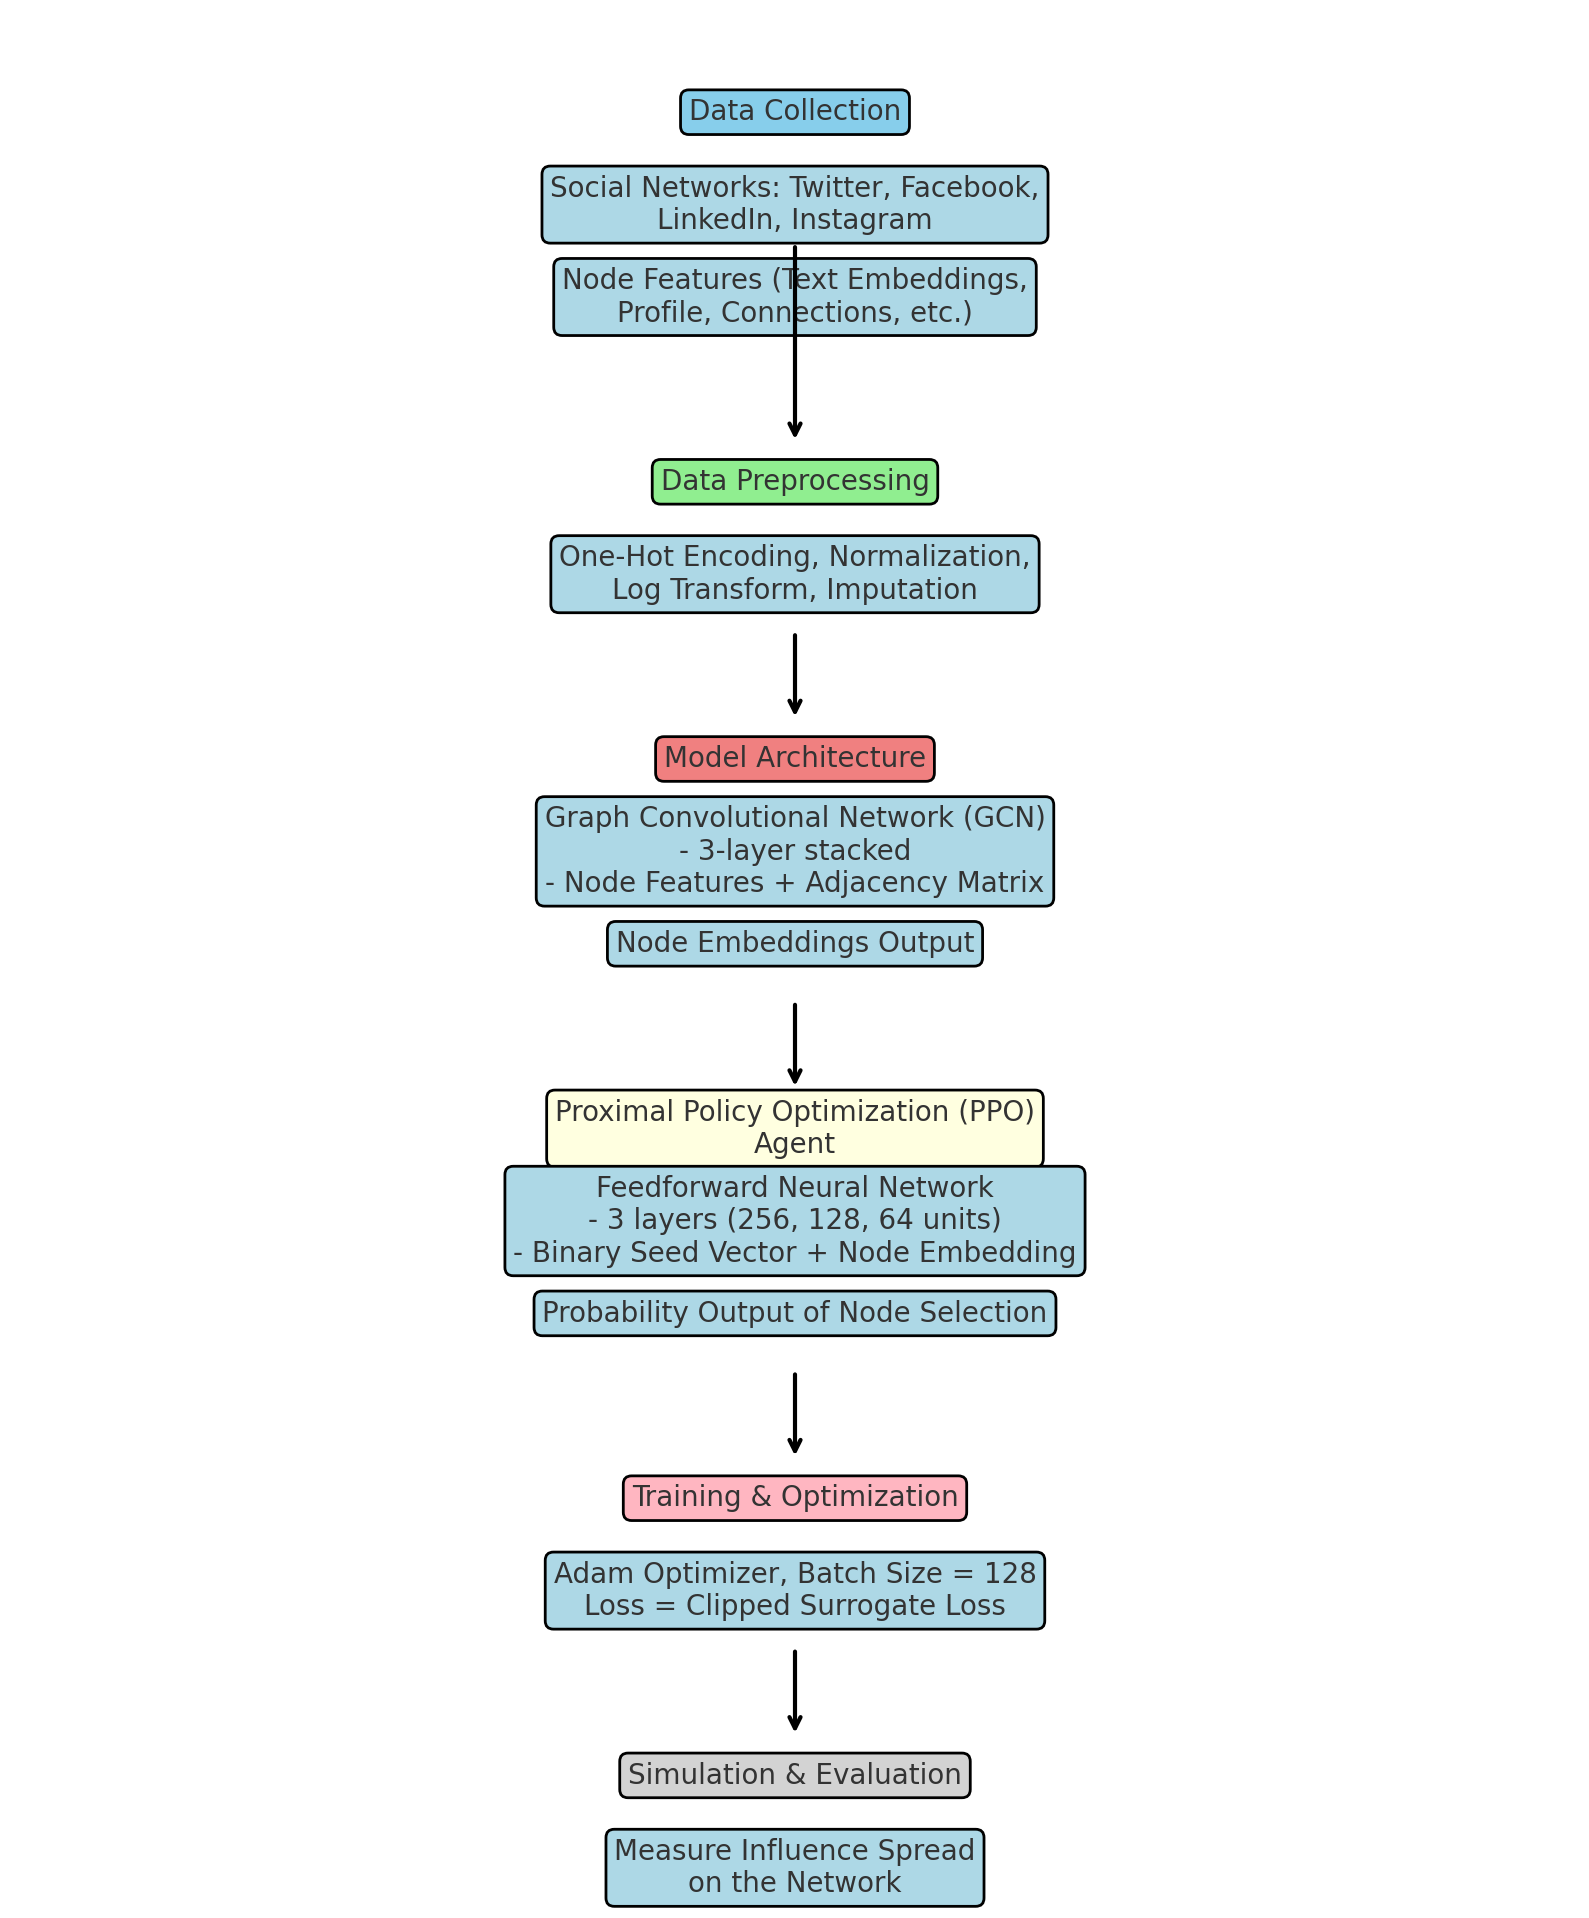 Data Collection
Social Networks: Twitter, Facebook,
LinkedIn, Instagram
Node Features (Text Embeddings,
Profile, Connections, etc.)
Data Preprocessing
One-Hot Encoding, Normalization,
Log Transform, Imputation
Model Architecture
Graph Convolutional Network (GCN)
- 3-layer stacked
- Node Features + Adjacency Matrix
Node Embeddings Output
Proximal Policy Optimization (PPO)
Agent
Feedforward Neural Network
- 3 layers (256, 128, 64 units)
- Binary Seed Vector + Node Embedding
Probability Output of Node Selection
Training & Optimization
Adam Optimizer, Batch Size = 128
Loss = Clipped Surrogate Loss
Simulation & Evaluation
Measure Influence Spread
on the Network